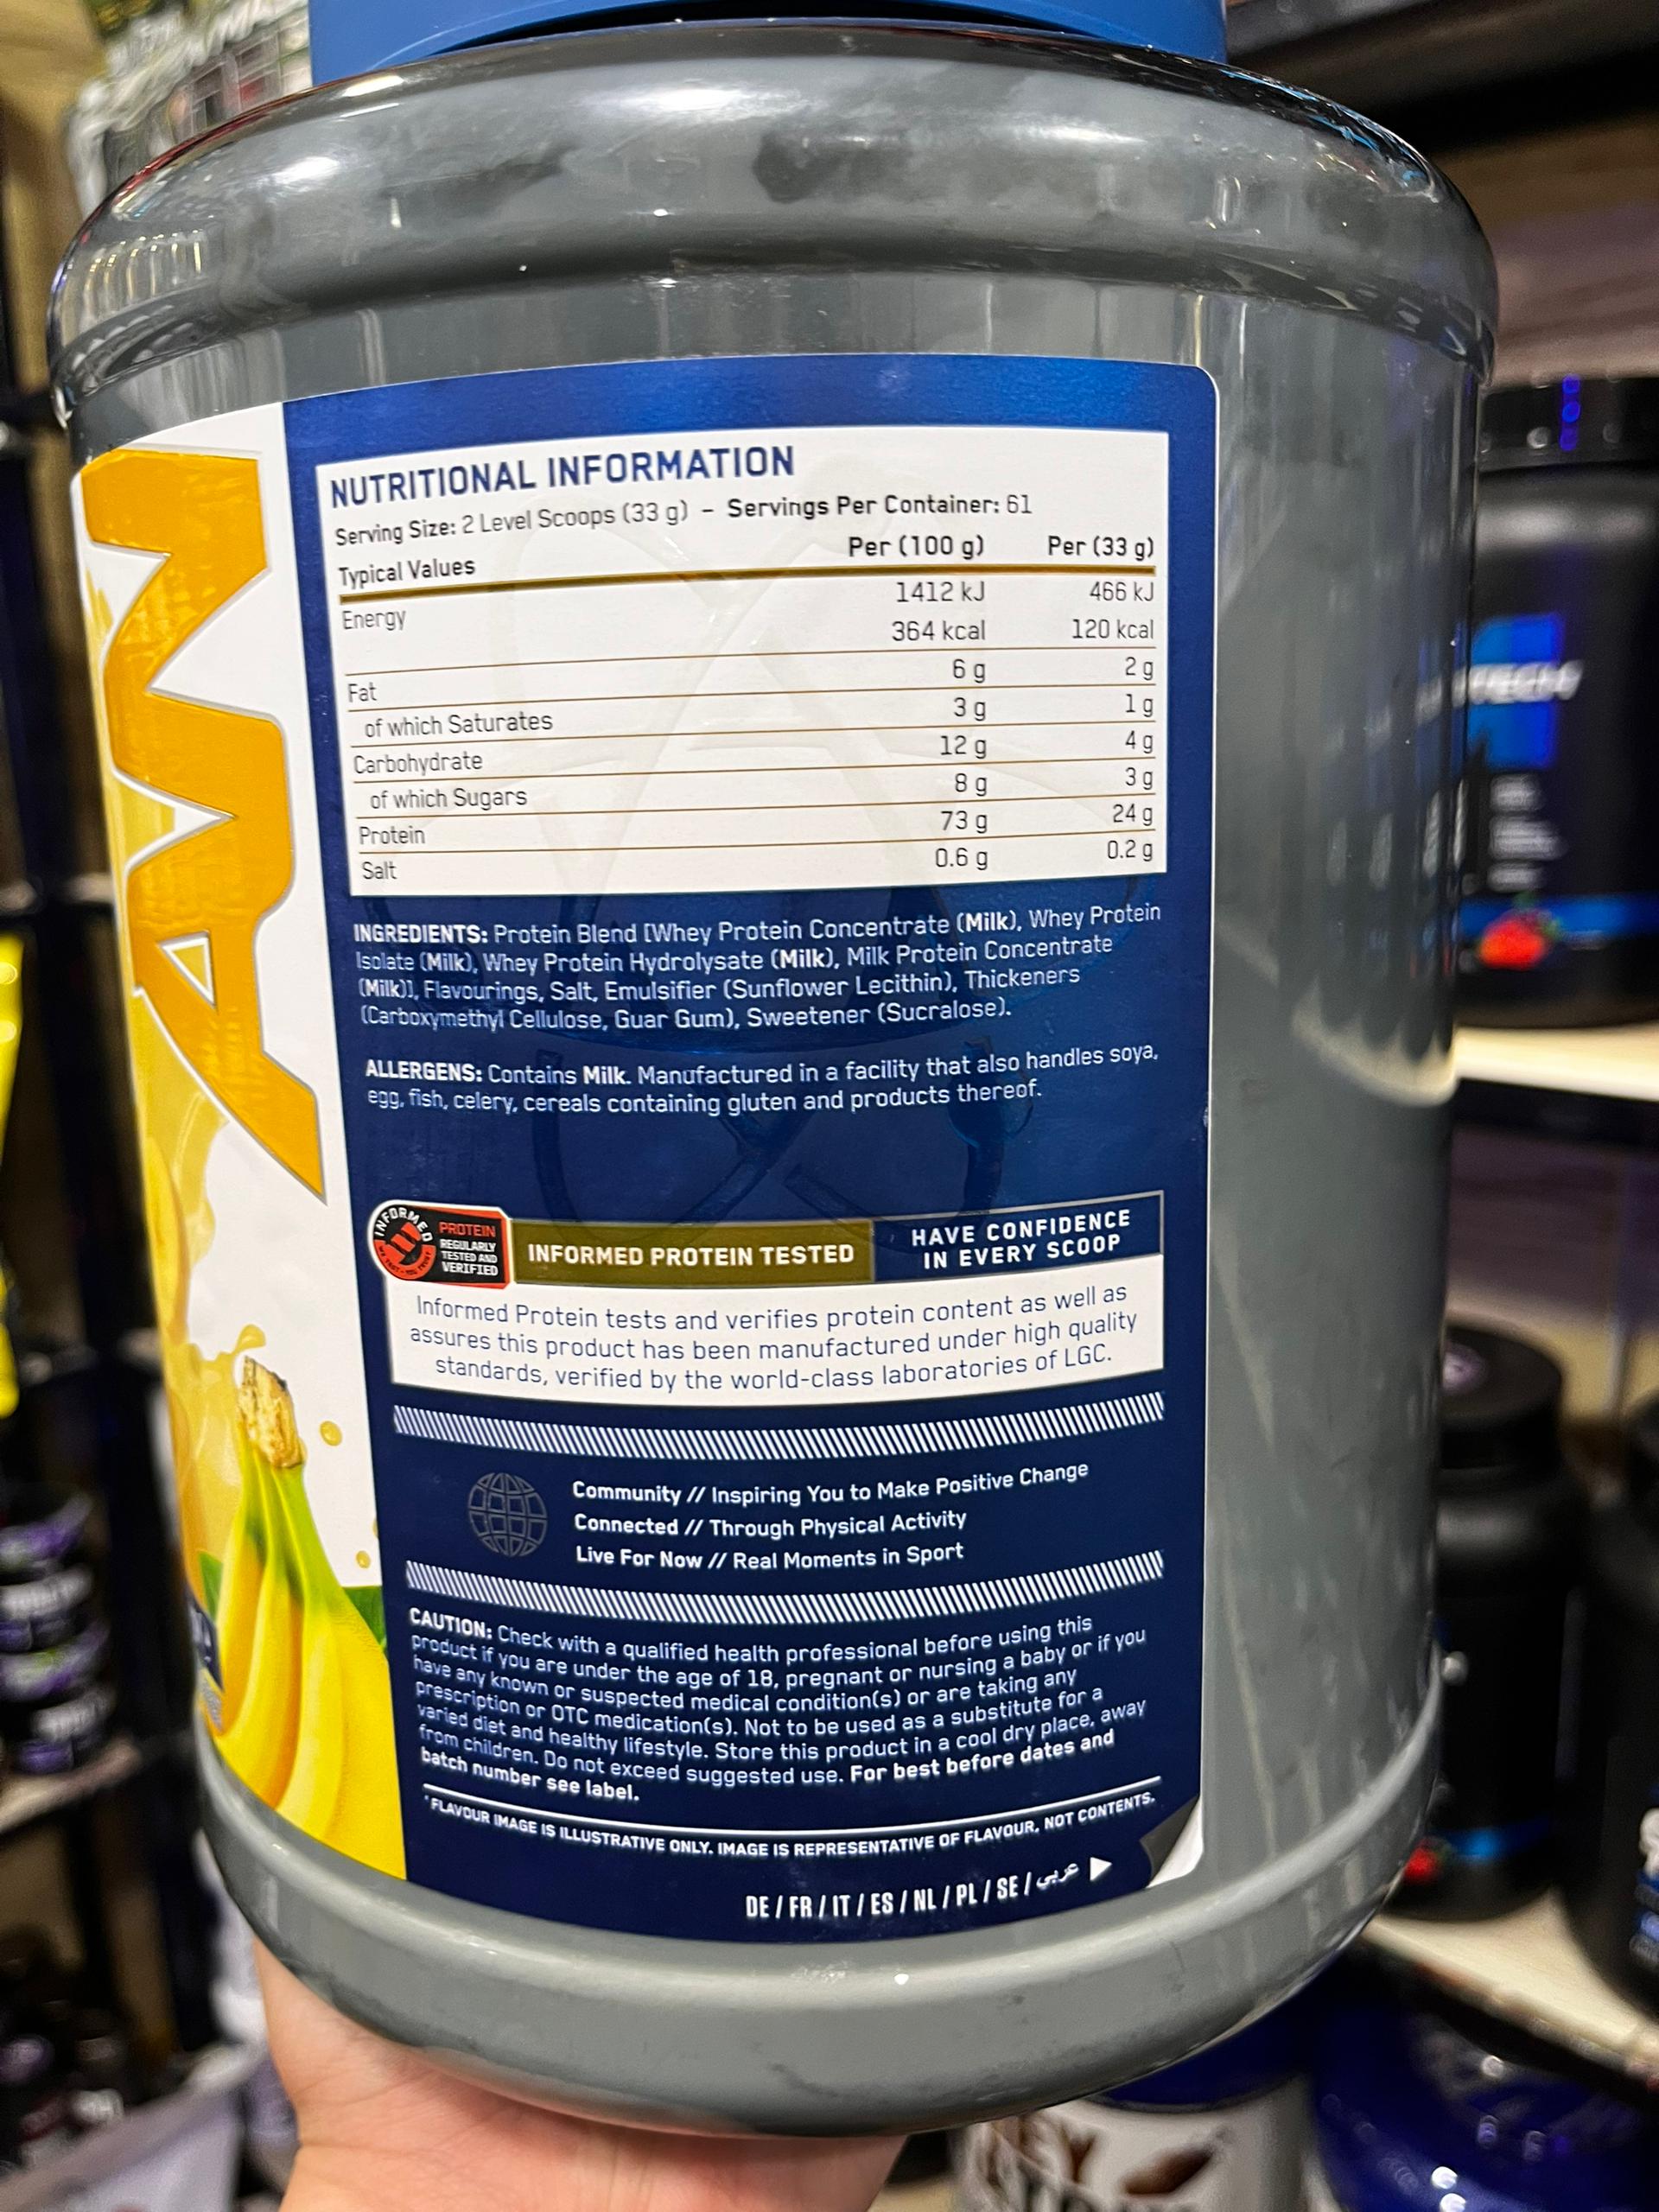 NUTRITIONAL INFORMATION
Serving Size: 2 Level Scoops (33 g) – Servings Per Container: 61
Typical Values Per (100 g) Per (33 g)
Energy 1412 kJ 466 kJ
364 kcal 120 kcal
Fat 6 g 2 g
of which Saturates 3 g 1 g
Carbohydrate 12 g 4 g
of which Sugars 8 g 3 g
Protein 73 g 24 g
Salt 0.6 g 0.2 g
INGREDIENTS: Protein Blend [Whey Protein Concentrate (Milk), Whey Protein
Isolate (Milk), Whey Protein Hydrolysate (Milk), Milk Protein Concentrate
(Milk)], Flavourings, Salt, Emulsifier (Sunflower Lecithin), Thickeners
(Carboxymethyl Cellulose, Guar Gum), Sweetener (Sucralose).
ALLERGENS: Contains Milk. Manufactured in a facility that also handles soya,
egg, fish, celery, cereals containing gluten and products thereof.
INFORMED
PROTEIN
REGULARLY
TESTED AND
VERIFIED
INFORMED PROTEIN TESTED
HAVE CONFIDENCE
IN EVERY SCOOP
Informed Protein tests and verifies protein content as well as
assures this product has been manufactured under high quality
standards, verified by the world-class laboratories of LGC.
Community // Inspiring You to Make Positive Change
Connected // Through Physical Activity
Live For Now // Real Moments in Sport
CAUTION: Check with a qualified health professional before using this
product if you are under the age of 18, pregnant or nursing a baby or if you
have any known or suspected medical condition(s) or are taking any
prescription or OTC medication(s). Not to be used as a substitute for a
varied diet and healthy lifestyle. Store this product in a cool dry place, away
from children. Do not exceed suggested use. For best before dates and
batch number see label.
*FLAVOUR IMAGE IS ILLUSTRATIVE ONLY. IMAGE IS REPRESENTATIVE OF FLAVOUR, NOT CONTENTS.
DE / FR / IT / ES / NL / PL / SE / عربي